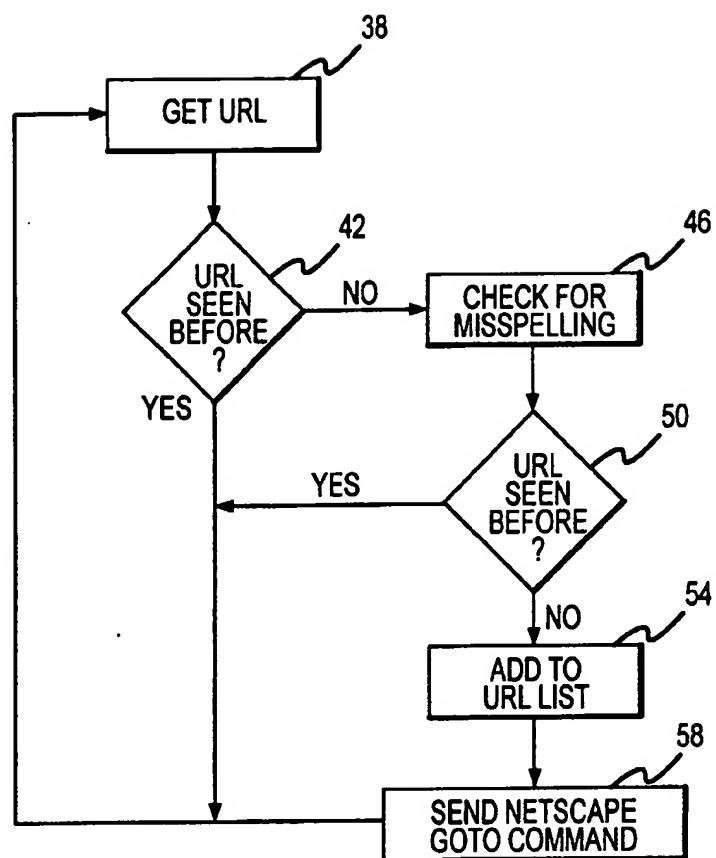 38
GET URL
42
URL
SEEN
BEFORE
?
NO
46
CHECK FOR
MISSPELLING
YES
50
URL
SEEN
BEFORE
?
YES
NO
54
ADD TO
URL LIST
58
SEND NETSCAPE
GOTO COMMAND